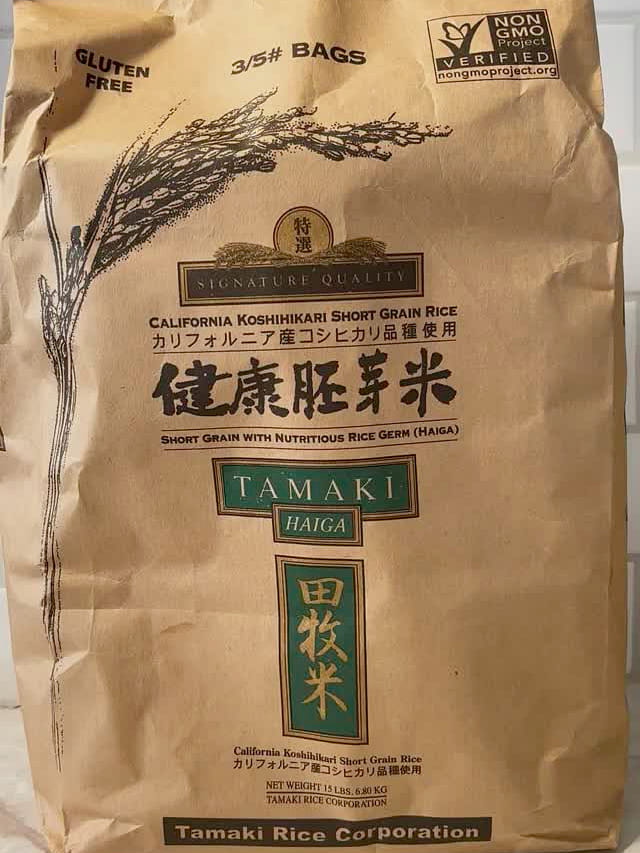 GLUTEN
FREE
3/5# BAGS
NON
GMO
Project
VERIFIED
nongmoproject.org
特
選
SIGNATURE QUALITY
CALIFORNIA KOSHIHIKARI SHORT GRAIN RICE
カリフォルニア産コシヒカリ品種使用
健康胚芽米
SHORT GRAIN WITH NUTRITIOUS RICE GERM (HAIGA)
TAMAKI
HAIGA
田
牧
米
California Koshihikari Short Grain Rice
カリフォルニア産コシヒカリ品種使用
NET WEIGHT 15 LBS. 6.80 KG
TAMAKI RICE CORPORATION
Tamaki Rice Corporation